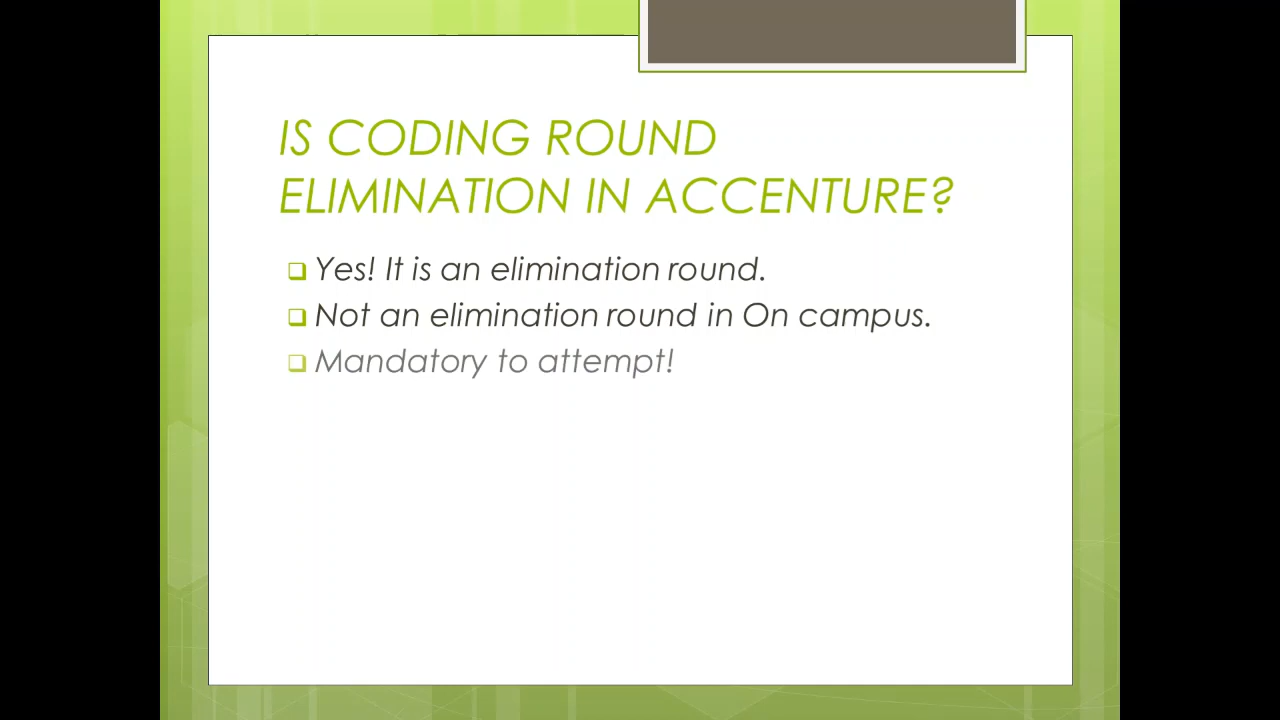 IS CODING ROUND
ELIMINATION IN ACCENTURE?
Yes! It is an elimination round.
Not an elimination round in On campus.
Mandatory to attempt!